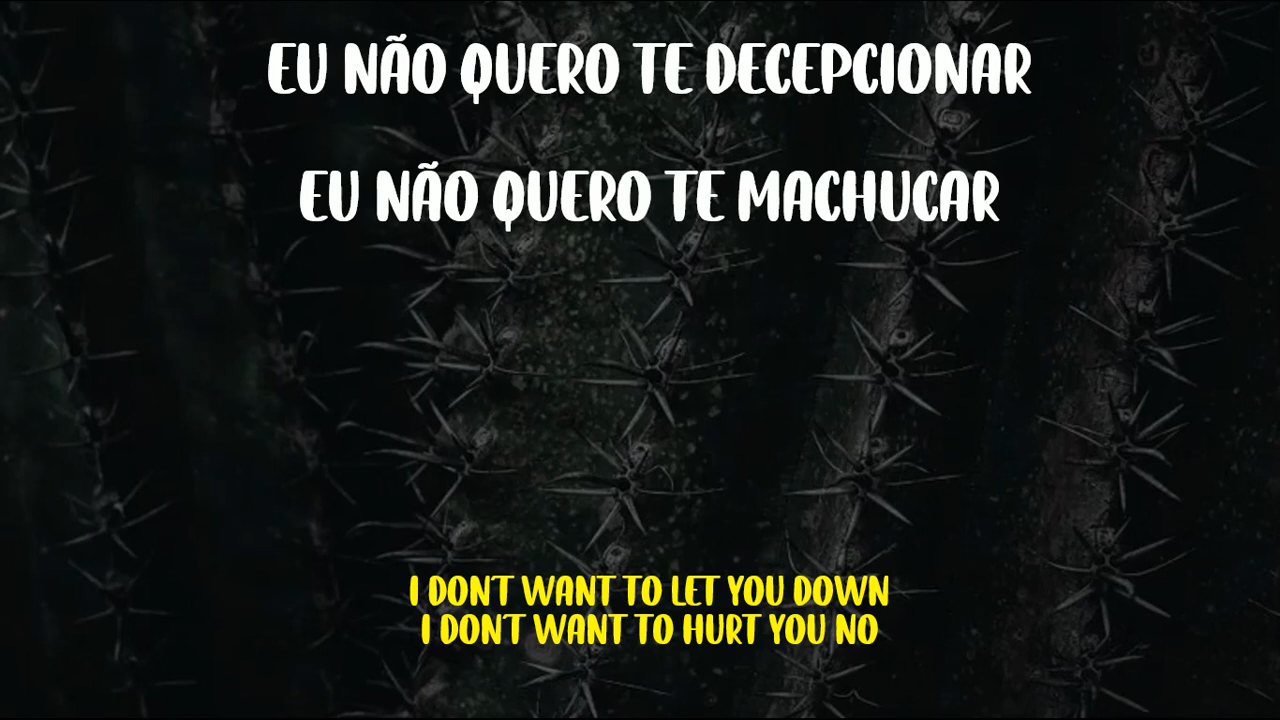 EU NÃO QUERO TE DECEPCIONAR
EU NÃO QUERO TE MACHUCAR
I DON'T WANT TO LET YOU DOWN
I DON'T WANT TO HURT YOU NO